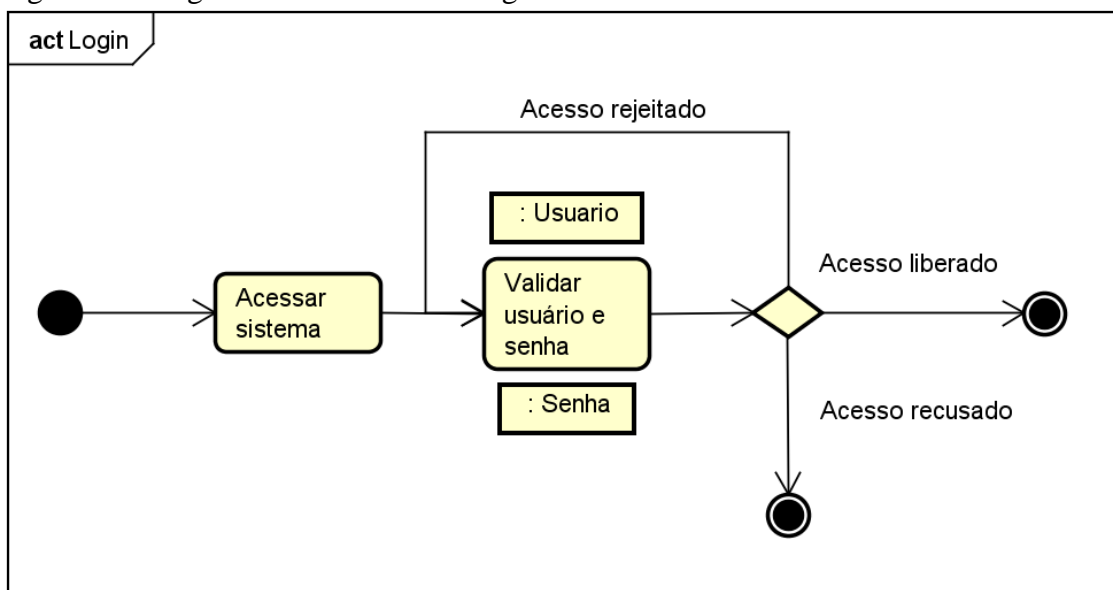 act Login
Acesso rejeitado
: Usuario
Acesso liberado
Acessar
sistema
Validar
usuário e
senha
: Senha
Acesso recusado